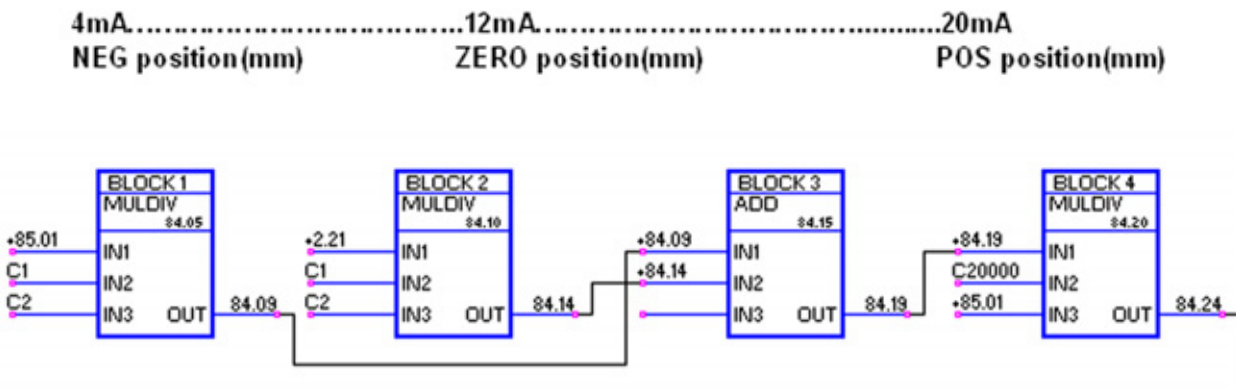 4mA......................................12mA......................................20mA
NEG position(mm) ZERO position(mm) POS position(mm)
BLOCK 1
MULDIV
84.05
+85.01 IN1
C1 IN2
C2 IN3 OUT 84.09
BLOCK 2
MULDIV
84.10
+2.21 IN1
C1 IN2
C2 IN3 OUT 84.14
BLOCK 3
ADD
84.15
+84.09 IN1
+84.14 IN2
IN3 OUT 84.19
BLOCK 4
MULDIV
84.20
+84.19 IN1
C20000 IN2
+85.01 IN3 OUT 84.24